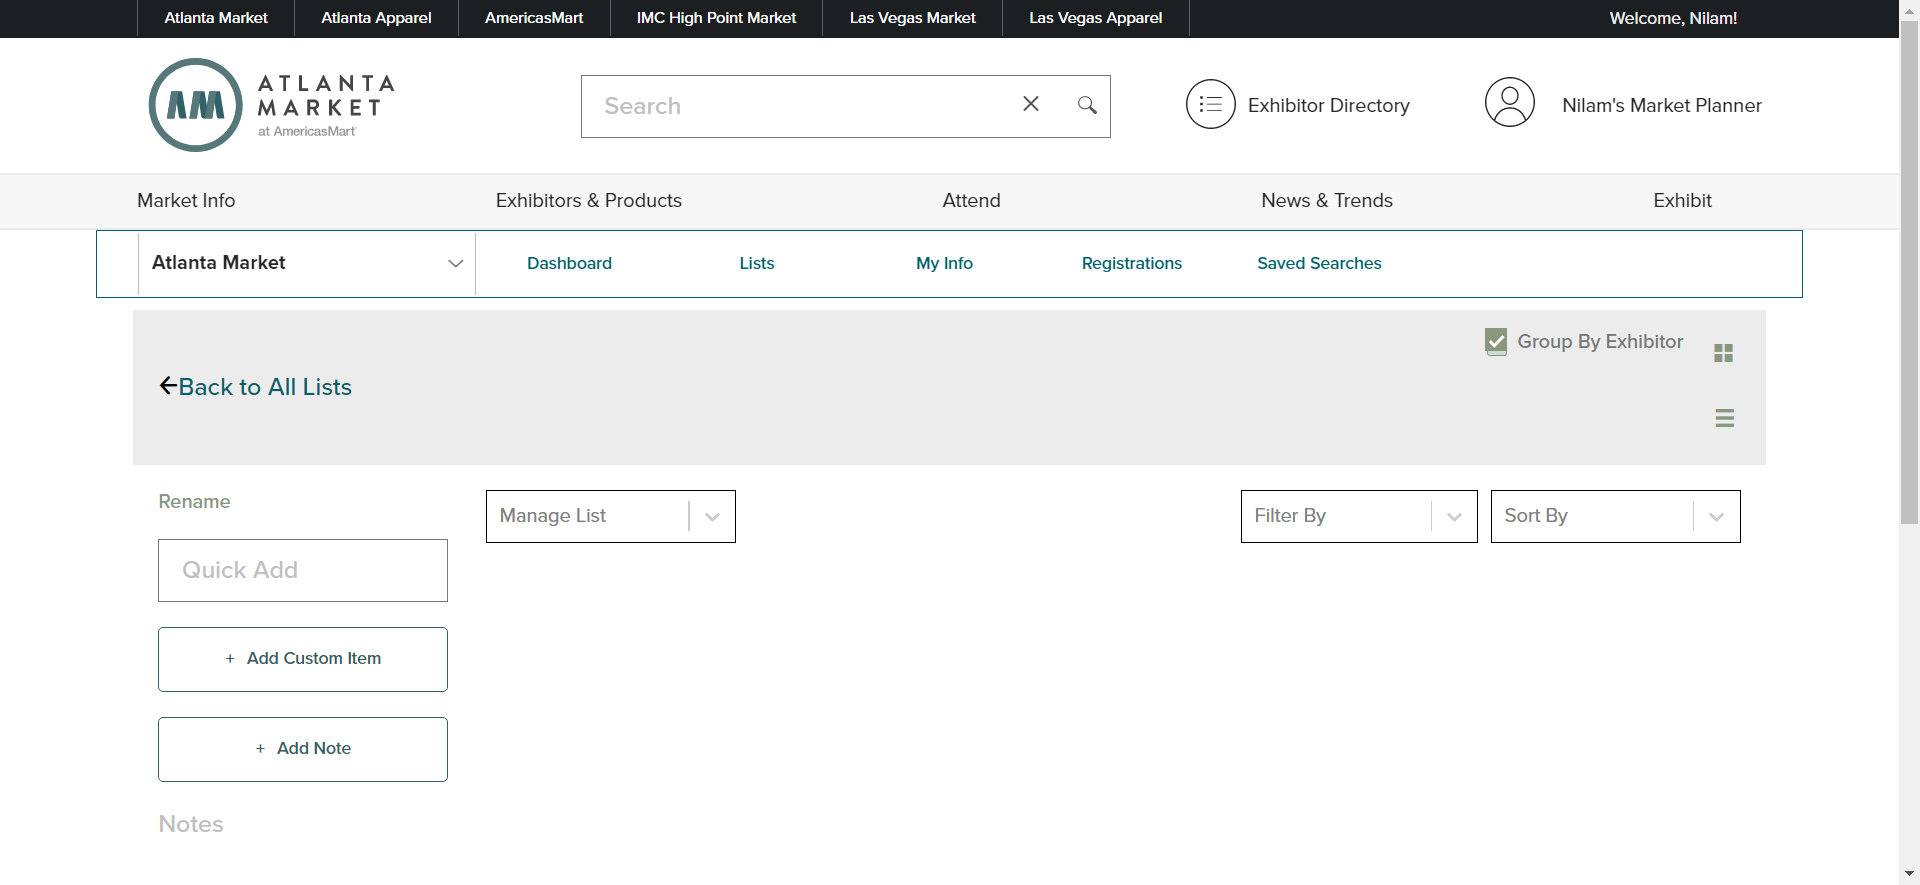 Atlanta Market
Atlanta Apparel
AmericasMart
IMC High Point Market
Las Vegas Market
Las Vegas Apparel
Welcome, Nilam!
AM
ATLANTA
MARKET
at AmericasMart
Search
Exhibitor Directory
Nilam's Market Planner
Market Info
Exhibitors & Products
Attend
News & Trends
Exhibit
Atlanta Market
Dashboard
Lists
My Info
Registrations
Saved Searches
Group By Exhibitor
Back to All Lists
Rename
Manage List
Filter By
Sort By
Quick Add
+ Add Custom Item
+ Add Note
Notes